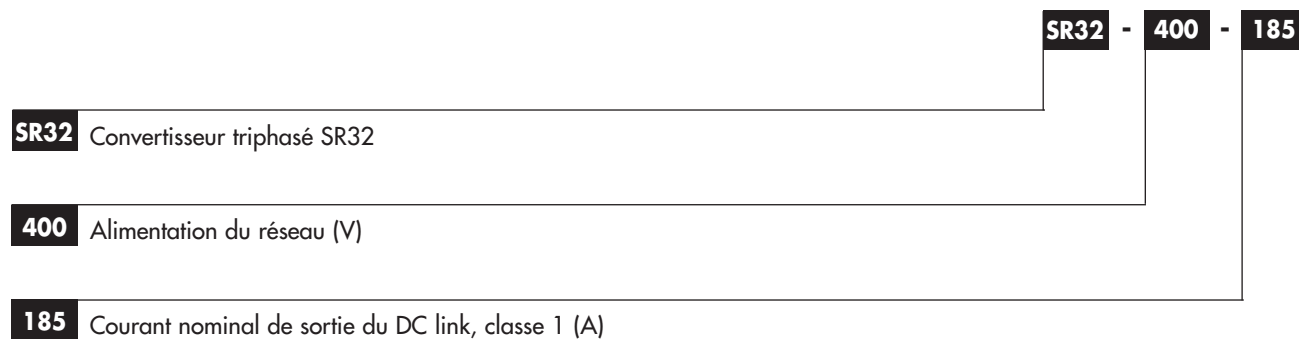 SR32 - 400 - 185
SR32 Convertisseur triphasé SR32
400 Alimentation du réseau (V)
185 Courant nominal de sortie du DC link, classe 1 (A)